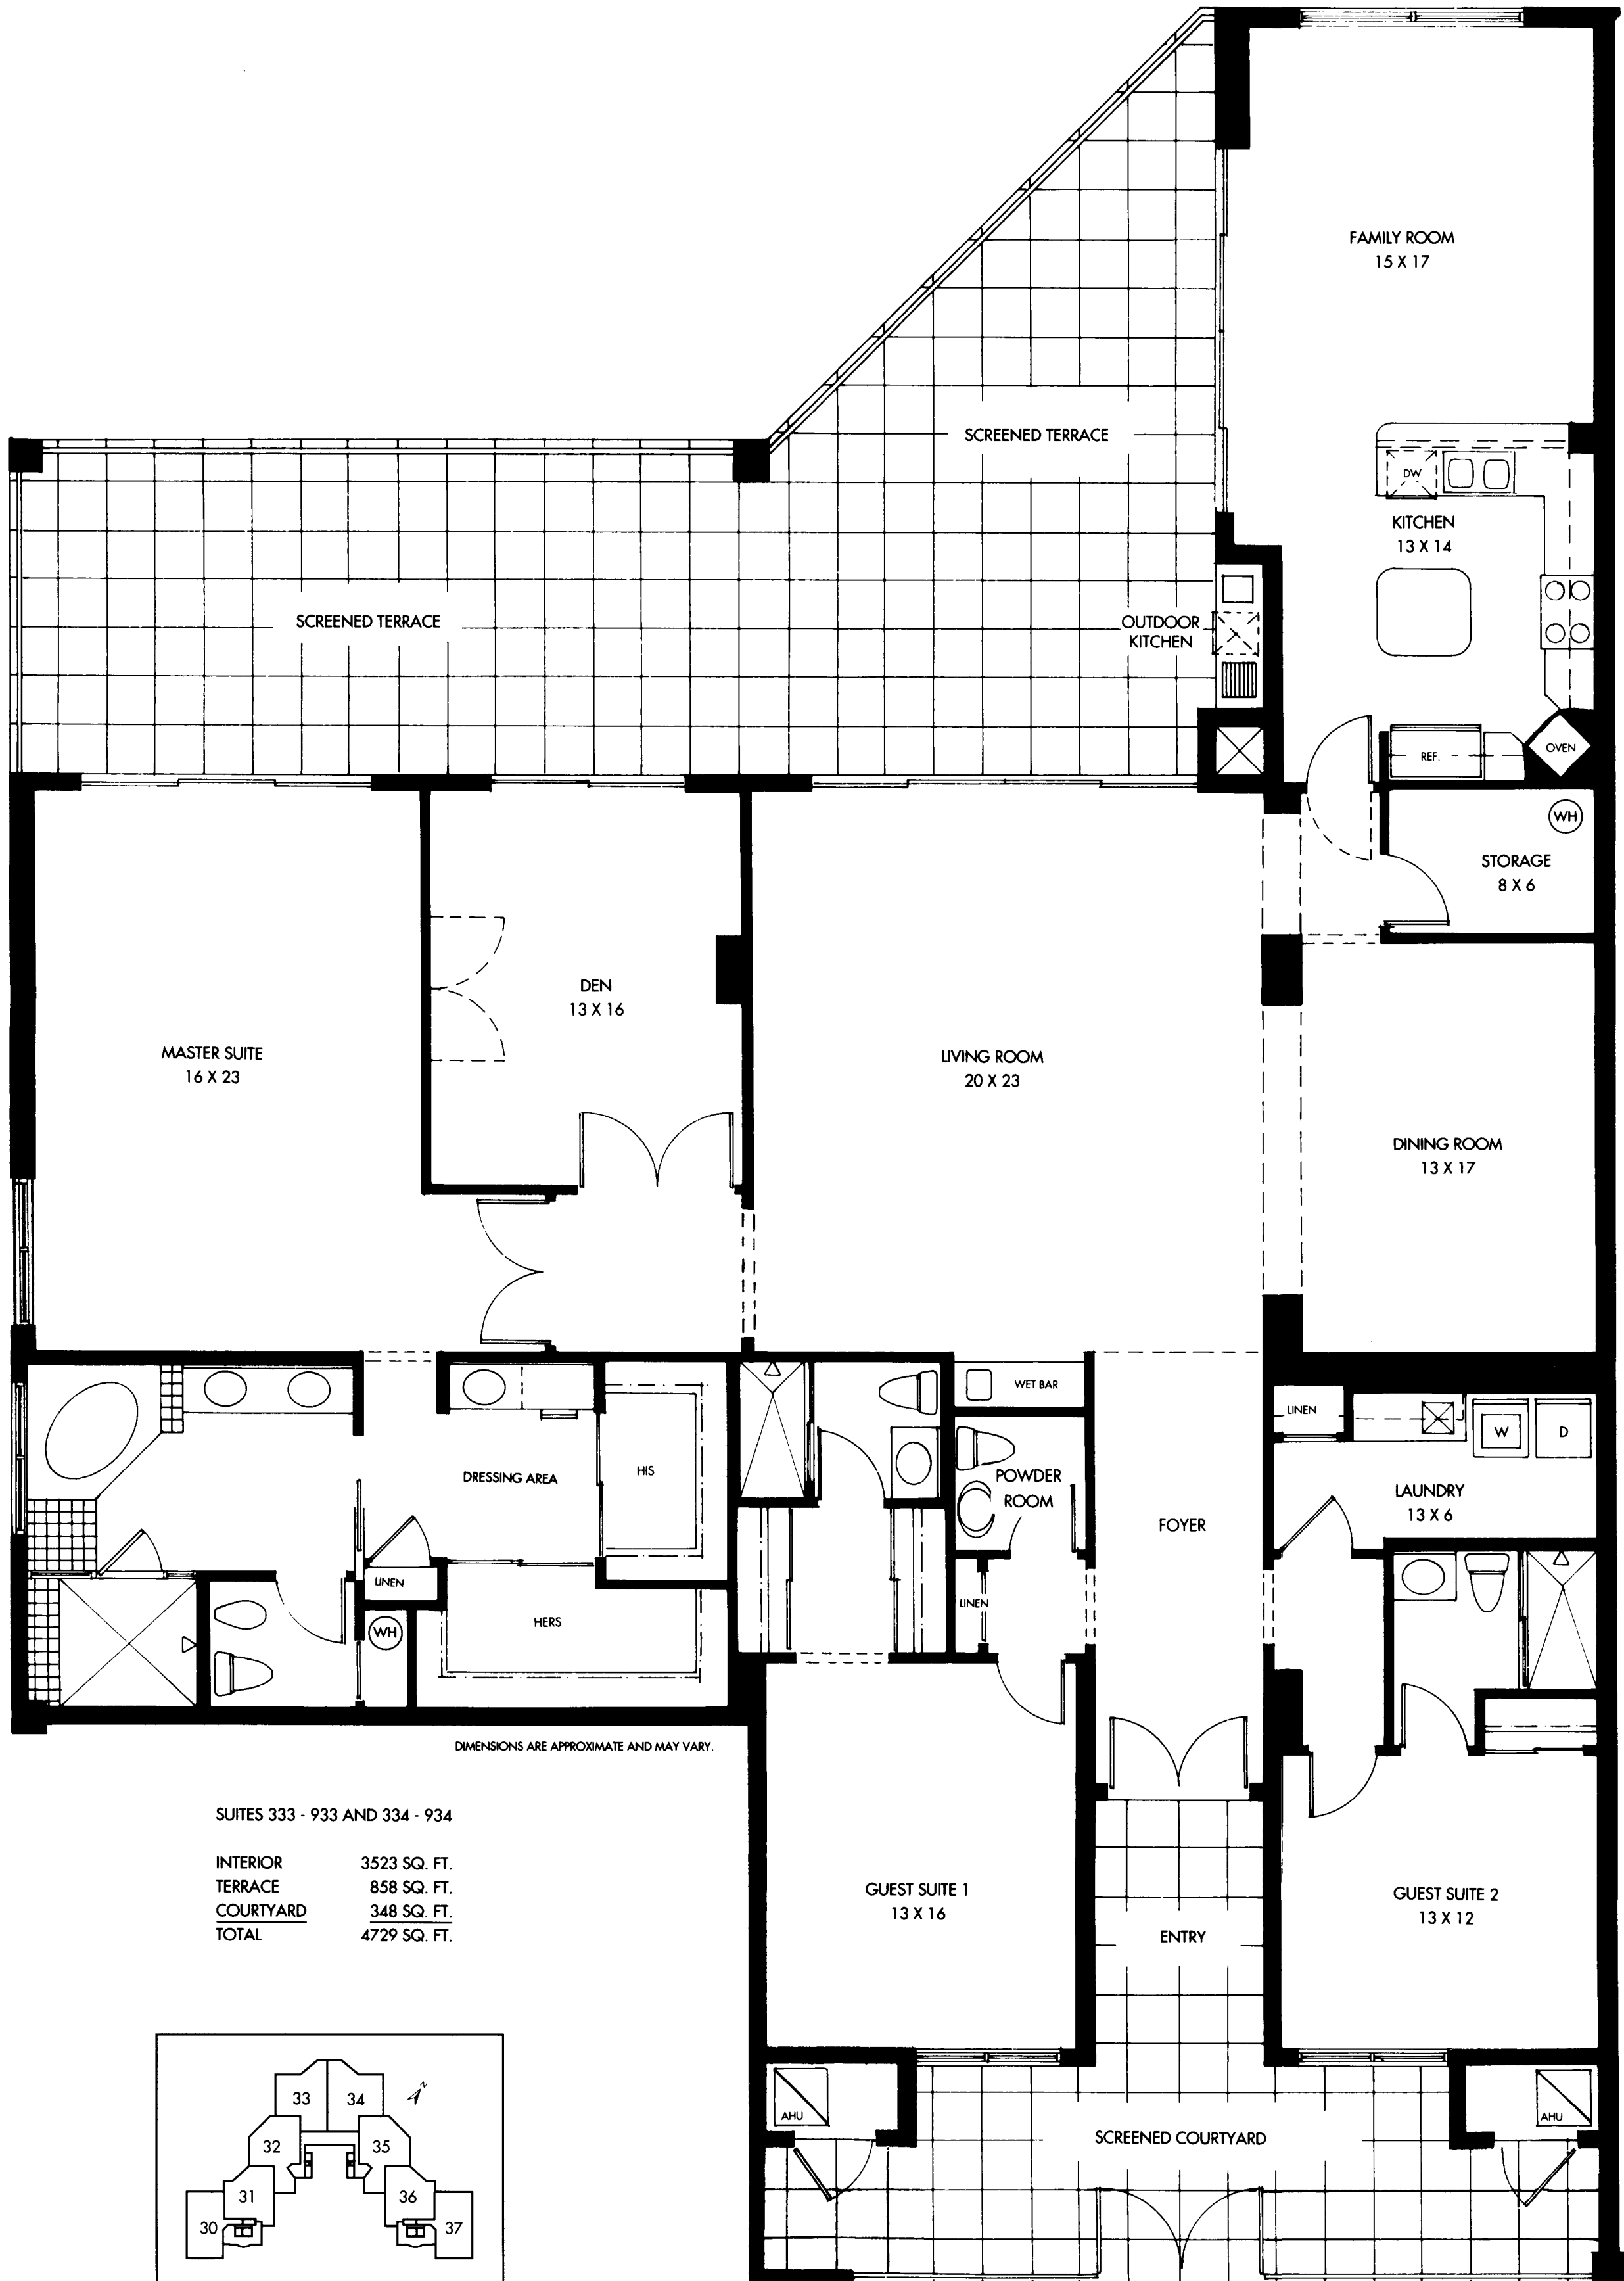 FAMILY ROOM
15 X 17
SCREENED TERRACE
DW
KITCHEN
13 X 14
SCREENED TERRACE
OUTDOOR
KITCHEN
REF.
OVEN
WH
STORAGE
8 X 6
DEN
13 X 16
MASTER SUITE
16 X 23
LIVING ROOM
20 X 23
DINING ROOM
13 X 17
WET BAR
LINEN
W
D
DRESSING AREA
HIS
POWDER
ROOM
LAUNDRY
13 X 6
FOYER
LINEN
LINEN
HERS
WH
DIMENSIONS ARE APPROXIMATE AND MAY VARY.
SUITES 333 - 933 AND 334 - 934
INTERIOR 3523 SQ. FT.
TERRACE 858 SQ. FT.
COURTYARD 348 SQ. FT.
TOTAL 4729 SQ. FT.
GUEST SUITE 1
13 X 16
GUEST SUITE 2
13 X 12
ENTRY
AHU
AHU
SCREENED COURTYARD
33
34
N
32
35
31
36
30
37